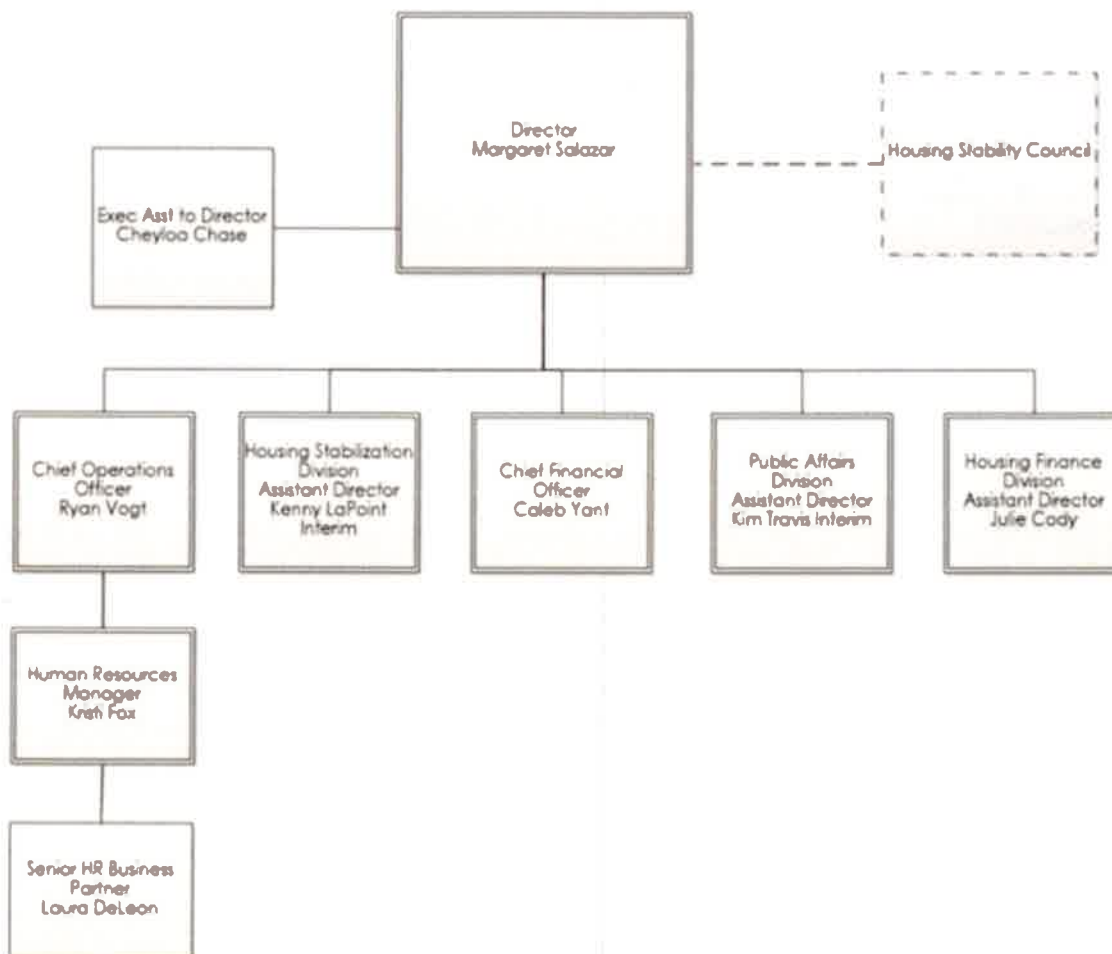 Director
Margaret Salazar
Housing Stability Council
Exec Asst to Director
Cheyloa Chase
Chief Operations
Officer
Ryan Vogt
Housing Stabilization
Division
Assistant Director
Kenny LaPoint
Interim
Chief Financial
Officer
Caleb Yant
Public Affairs
Division
Assistant Director
Kim Travis Interim
Housing Finance
Division
Assistant Director
Julie Cody
Human Resources
Manager
Kristi Fox
Senior HR Business
Partner
Laura DeLeon